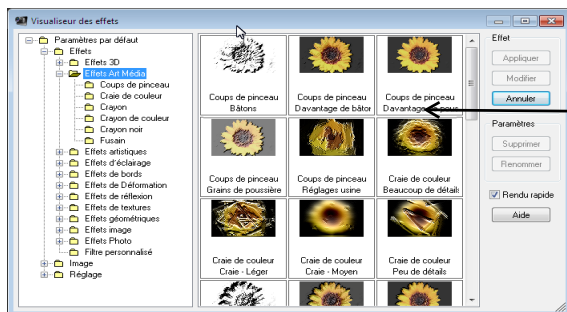 Visualiseur des effets
Paramètres par défaut
Effets
Effets 3D
Effets Art Média
Coups de pinceau
Craie de couleur
Crayon
Crayon de couleur
Crayon noir
Fusain
Effets artistiques
Effets d'éclairage
Effets de bords
Effets de Déformation
Effets de réflexion
Effets de textures
Effets géométriques
Effets image
Effets Photo
Filtre personnalisé
Image
Réglage
Coups de pinceau
Bâtons
Coups de pinceau
Davantage de bâtor
Coups de pinceau
Davantage de
Coups de pinceau
Grains de poussière
Coups de pinceau
Réglages usine
Craie de couleur
Beaucoup de détails
Craie de couleur
Craie - Léger
Craie de couleur
Craie - Moyen
Craie de couleur
Peu de détails
Effet
Appliquer
Modifier
Annuler
Paramètres
Supprimer
Renommer
Rendu rapide
Aide